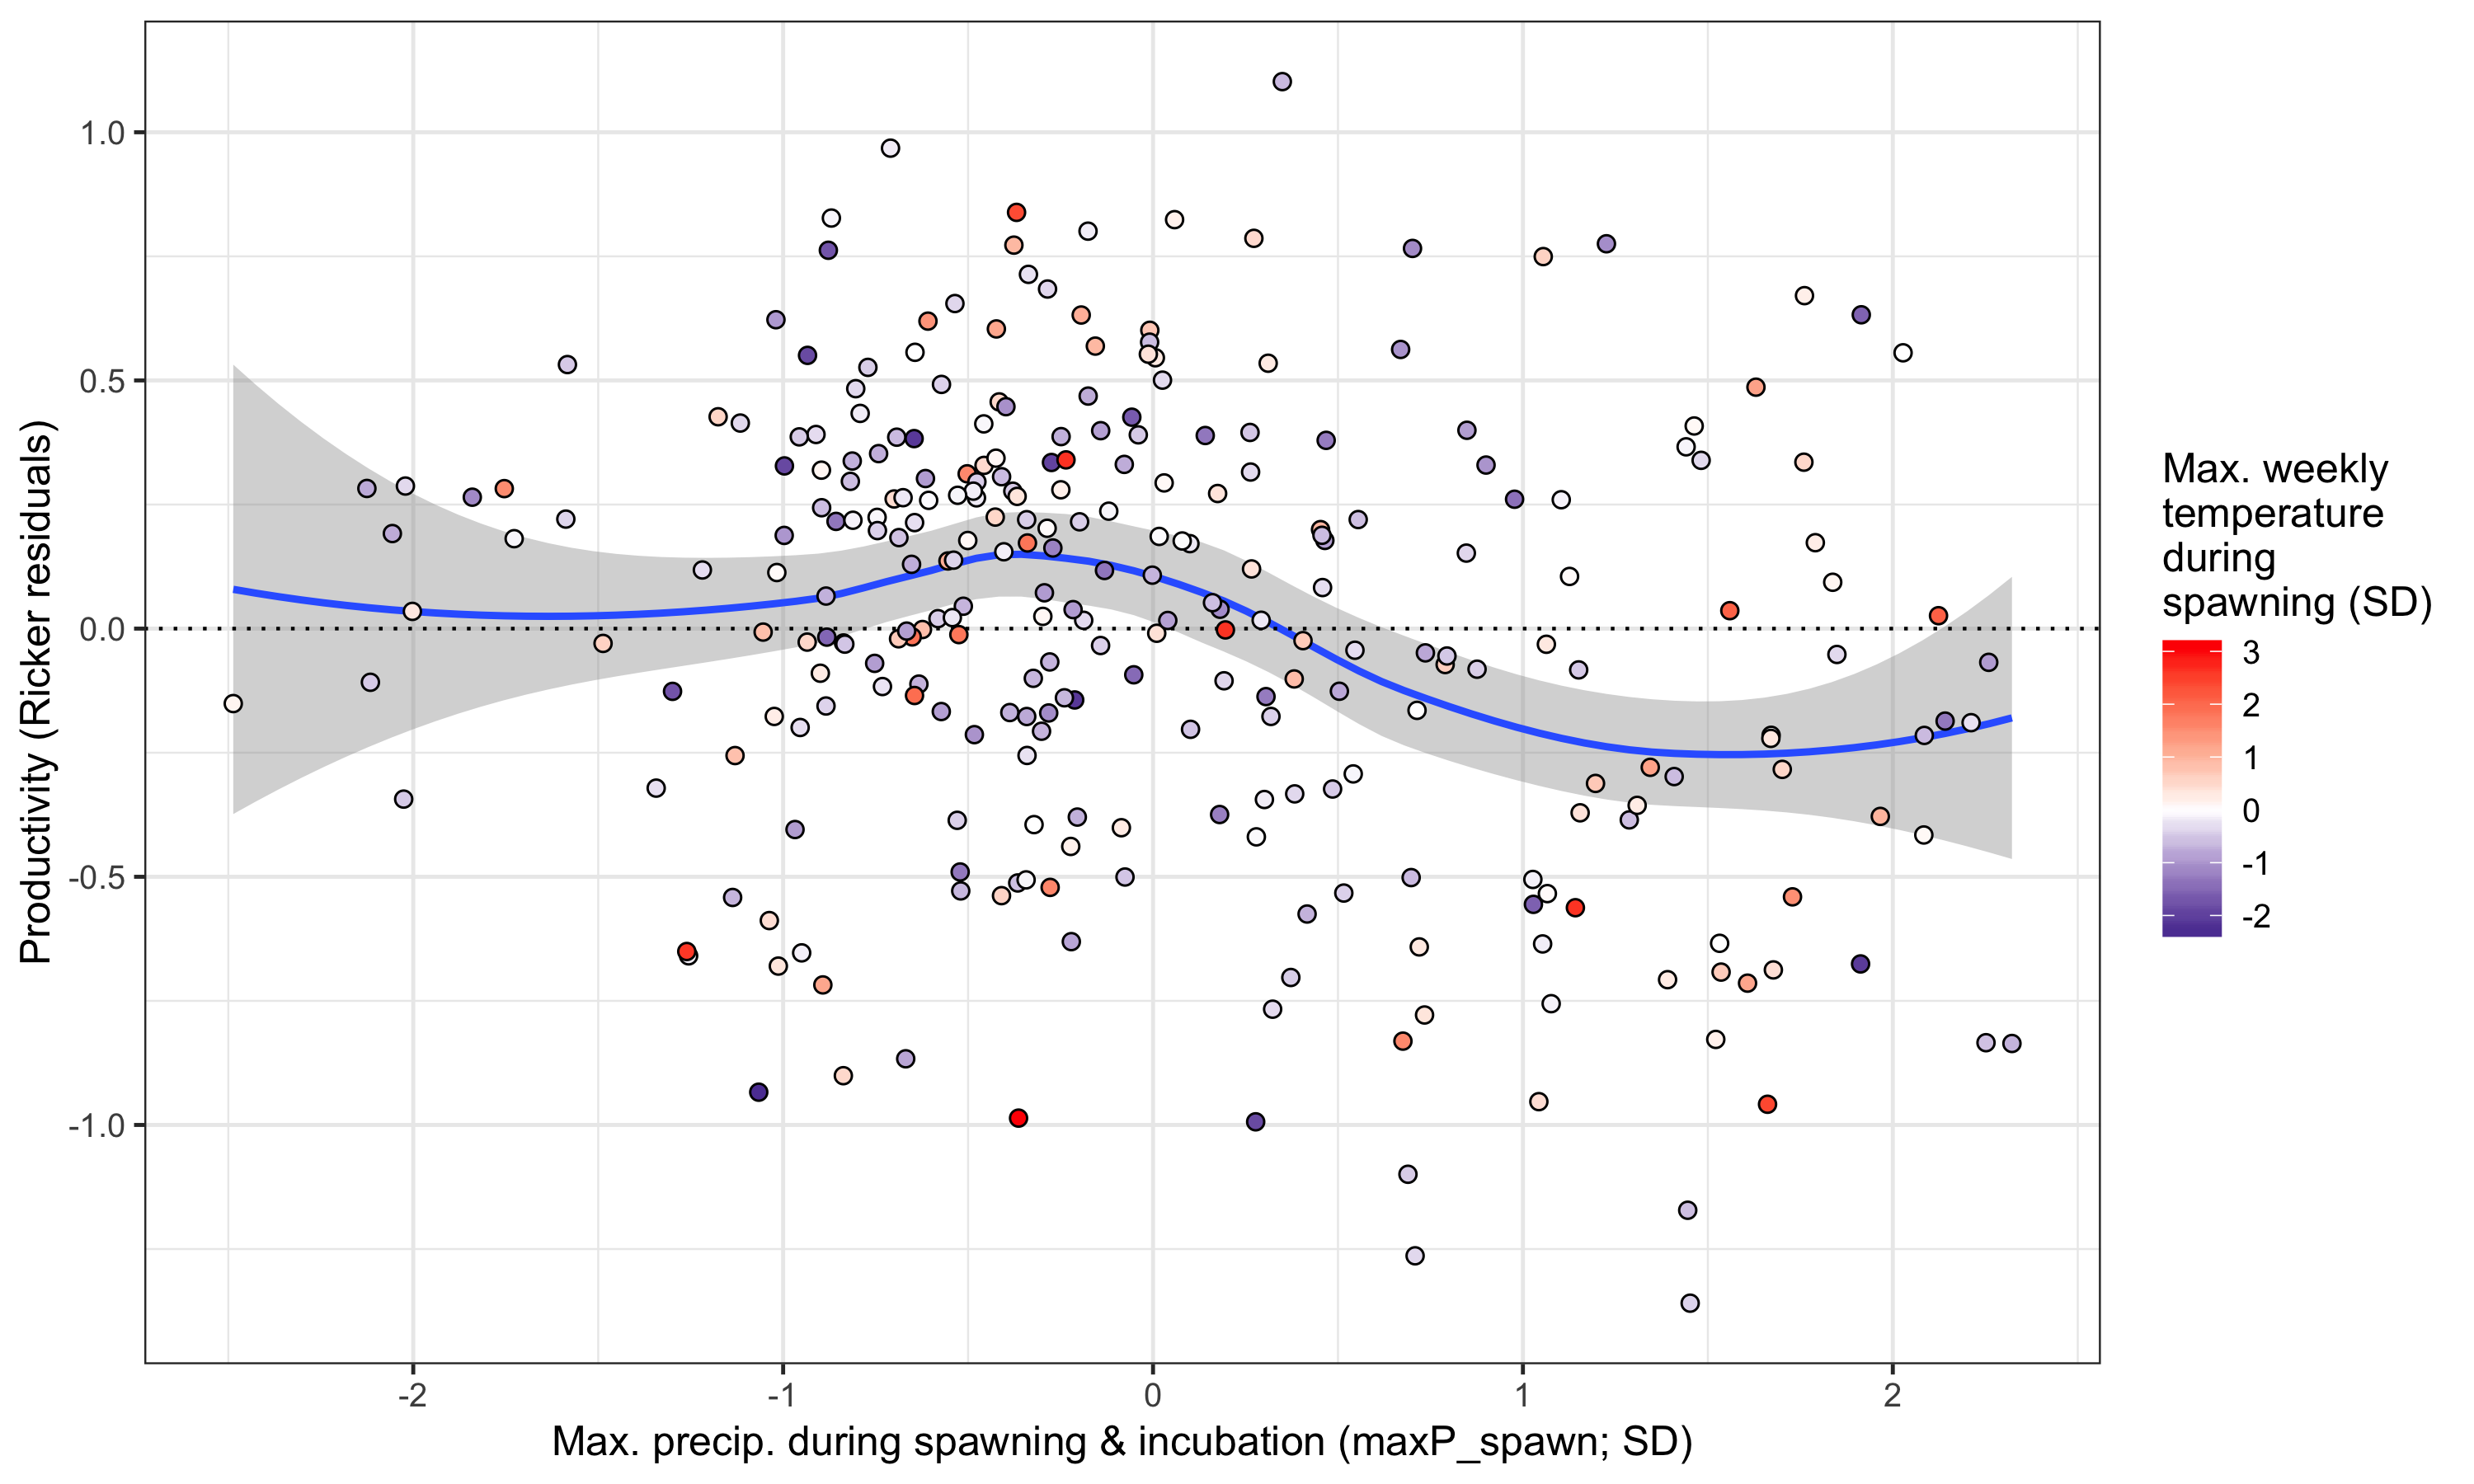 1.0
0.5
0.0
-0.5
-1.0
Productivity (Ricker residuals)
-2
-1
0
1
2
Max. precip. during spawning & incubation (maxP_spawn; SD)
Max. weekly
temperature
during
spawning (SD)
3
2
1
0
-1
-2